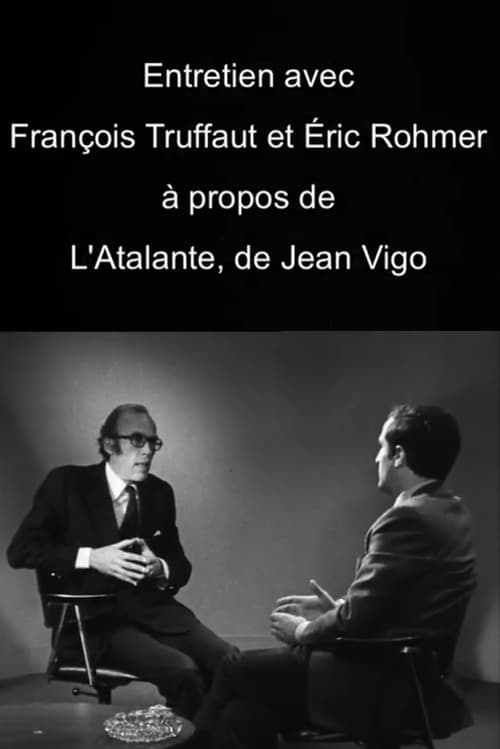 Entretien avec
François Truffaut et Éric Rohmer
à propos de
L'Atalante, de Jean Vigo